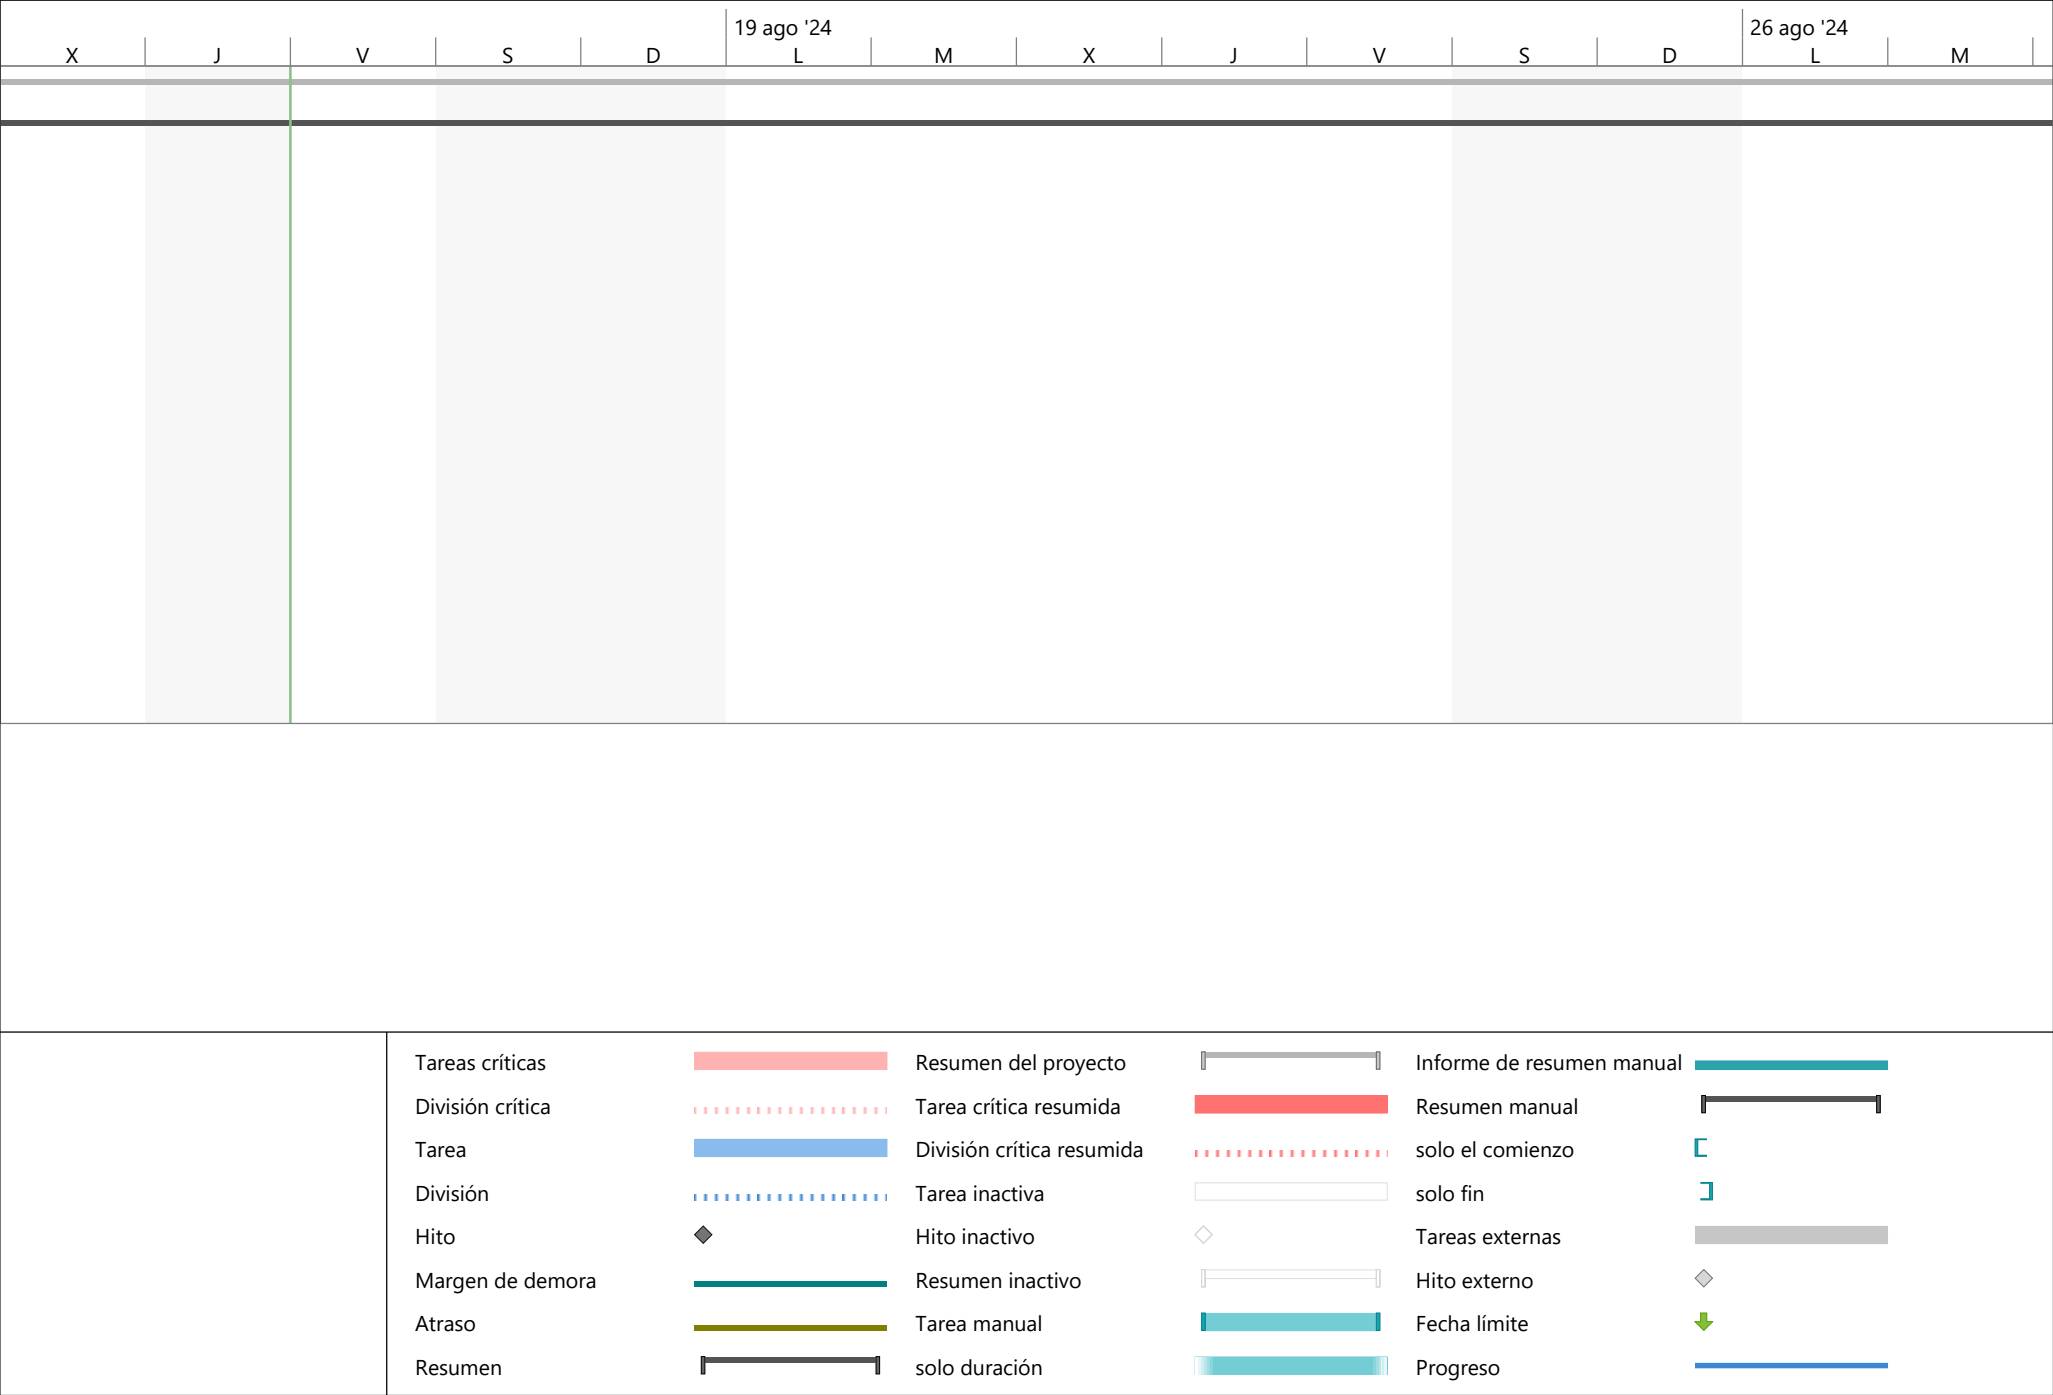 19 ago '24 26 ago '24
X J V S D L M X J V S D L M
Tareas críticas Resumen del proyecto Informe de resumen manual
División crítica Tarea crítica resumida Resumen manual
Tarea División crítica resumida solo el comienzo
División Tarea inactiva solo fin
Hito Hito inactivo Tareas externas
Margen de demora Resumen inactivo Hito externo
Atraso Tarea manual Fecha límite
Resumen solo duración Progreso